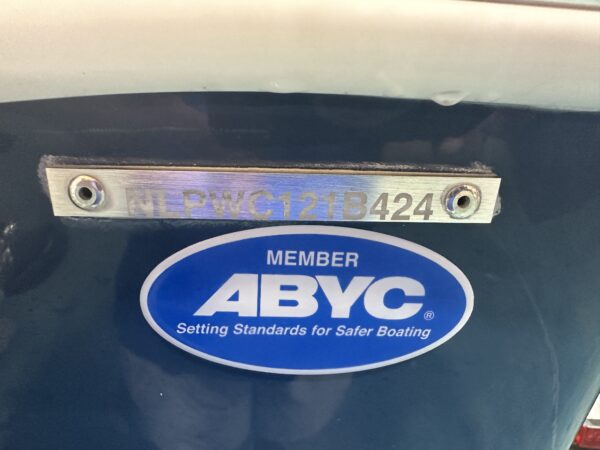 NLPWC121B424
MEMBER
ABYC®
Setting Standards for Safer Boating